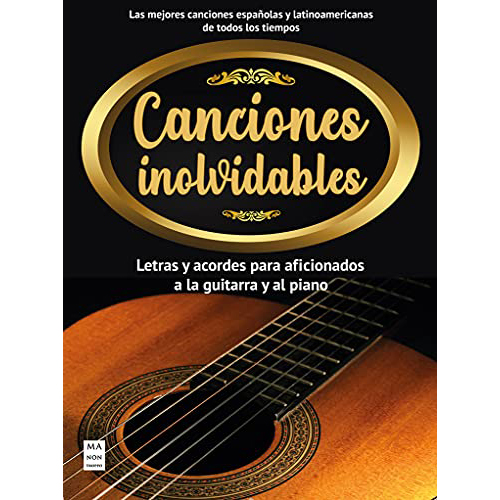 Las mejores canciones españolas y latinoamericanas
de todos los tiempos
Canciones
inolvidables
Letras y acordes para aficionados
a la guitarra y al piano
MA
NON
TROPPO